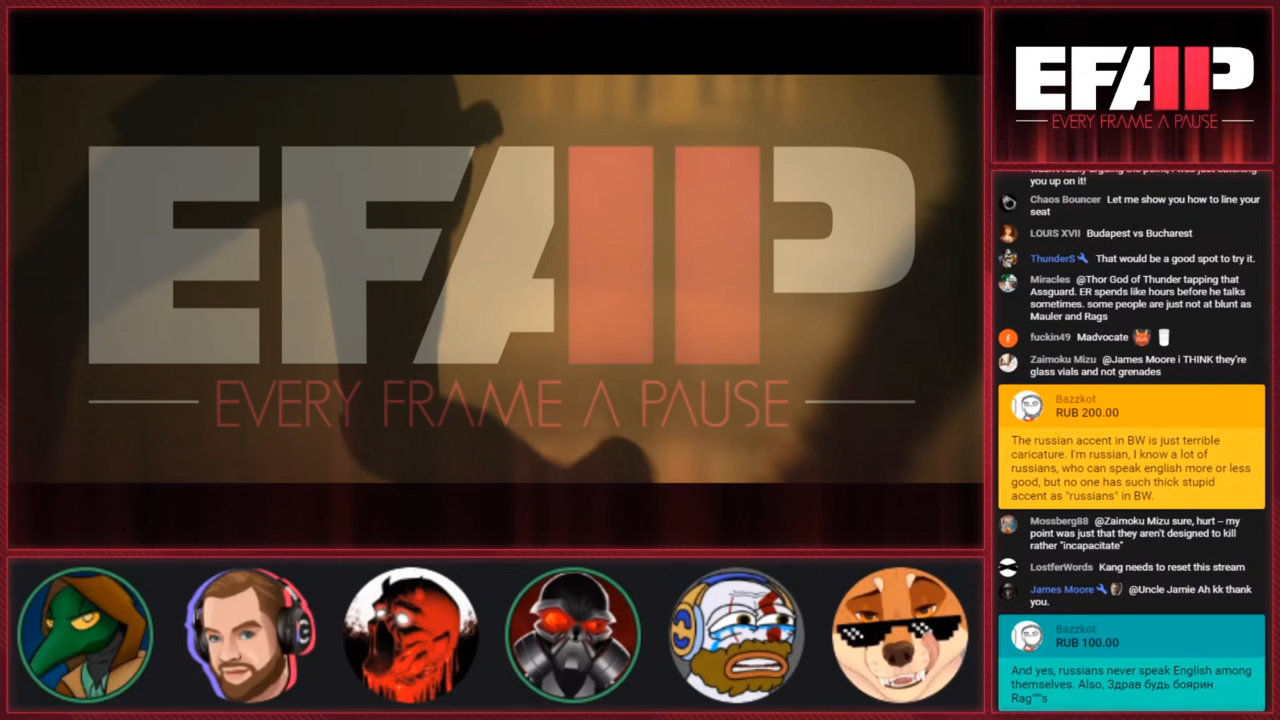 EFAP
EVERY FRAME A PAUSE
EFAP
EVERY FRAME A PAUSE
you up on it!
Chaos Bouncer Let me show you how to line your
seat
LOUIS XVII Budapest vs Bucharest
ThunderS That would be a good spot to try it.
Miracles @Thor God of Thunder tapping that
Assguard. ER spends like hours before he talks
sometimes. some people are just not at blunt as
Mauler and Rags
fuckin49 Madvocate
Zaimoku Mizu @James Moore i THINK they're
glass vials and not grenades
Bazzkot
RUB 200.00
The russian accent in BW is just terrible
caricature. I'm russian, I know a lot of
russians, who can speak english more or less
good, but no one has such thick stupid
accent as "russians" in BW.
Mossberg88 @Zaimoku Mizu sure, hurt – my
point was just that they aren't designed to kill
rather "incapacitate"
LostferWords Kang needs to reset this stream
James Moore @Uncle Jamie Ah kk thank
you.
Bazzkot
RUB 100.00
And yes, russians never speak English among
themselves. Also, Здрав будь боярин